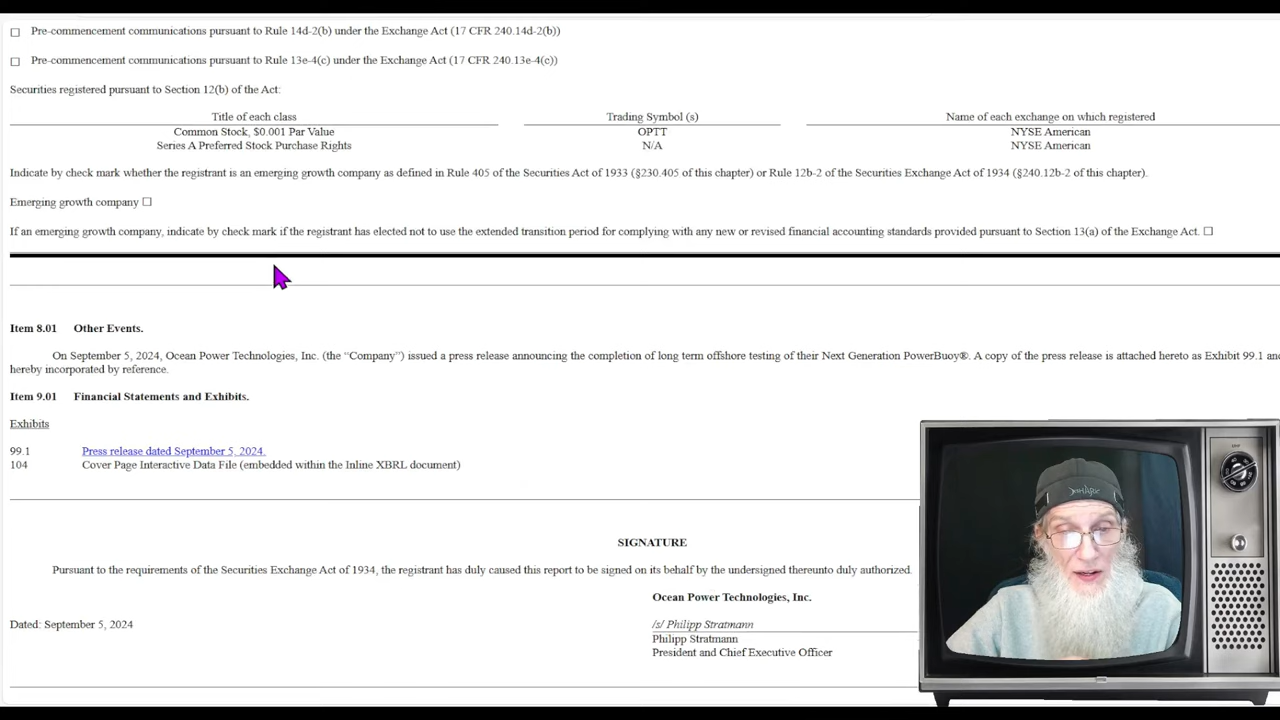 ☐ Pre-commencement communications pursuant to Rule 14d-2(b) under the Exchange Act (17 CFR 240.14d-2(b))
☐ Pre-commencement communications pursuant to Rule 13e-4(c) under the Exchange Act (17 CFR 240.13e-4(c))
Securities registered pursuant to Section 12(b) of the Act:
Title of each class Trading Symbol (s) Name of each exchange on which registered
Common Stock, $0.001 Par Value OPTT NYSE American
Series A Preferred Stock Purchase Rights N/A NYSE American
Indicate by check mark whether the registrant is an emerging growth company as defined in Rule 405 of the Securities Act of 1933 (§230.405 of this chapter) or Rule 12b-2 of the Securities Exchange Act of 1934 (§240.12b-2 of this chapter).
Emerging growth company ☐
If an emerging growth company, indicate by check mark if the registrant has elected not to use the extended transition period for complying with any new or revised financial accounting standards provided pursuant to Section 13(a) of the Exchange Act. ☐
Item 8.01 Other Events.
On September 5, 2024, Ocean Power Technologies, Inc. (the “Company”) issued a press release announcing the completion of long term offshore testing of their Next Generation PowerBuoy®. A copy of the press release is attached hereto as Exhibit 99.1 and
hereby incorporated by reference.
Item 9.01 Financial Statements and Exhibits.
Exhibits
99.1 Press release dated September 5, 2024.
104 Cover Page Interactive Data File (embedded within the Inline XBRL document)
SIGNATURE
Pursuant to the requirements of the Securities Exchange Act of 1934, the registrant has duly caused this report to be signed on its behalf by the undersigned thereunto duly authorized.
Ocean Power Technologies, Inc.
Dated: September 5, 2024 /s/ Philipp Stratmann
Philipp Stratmann
President and Chief Executive Officer